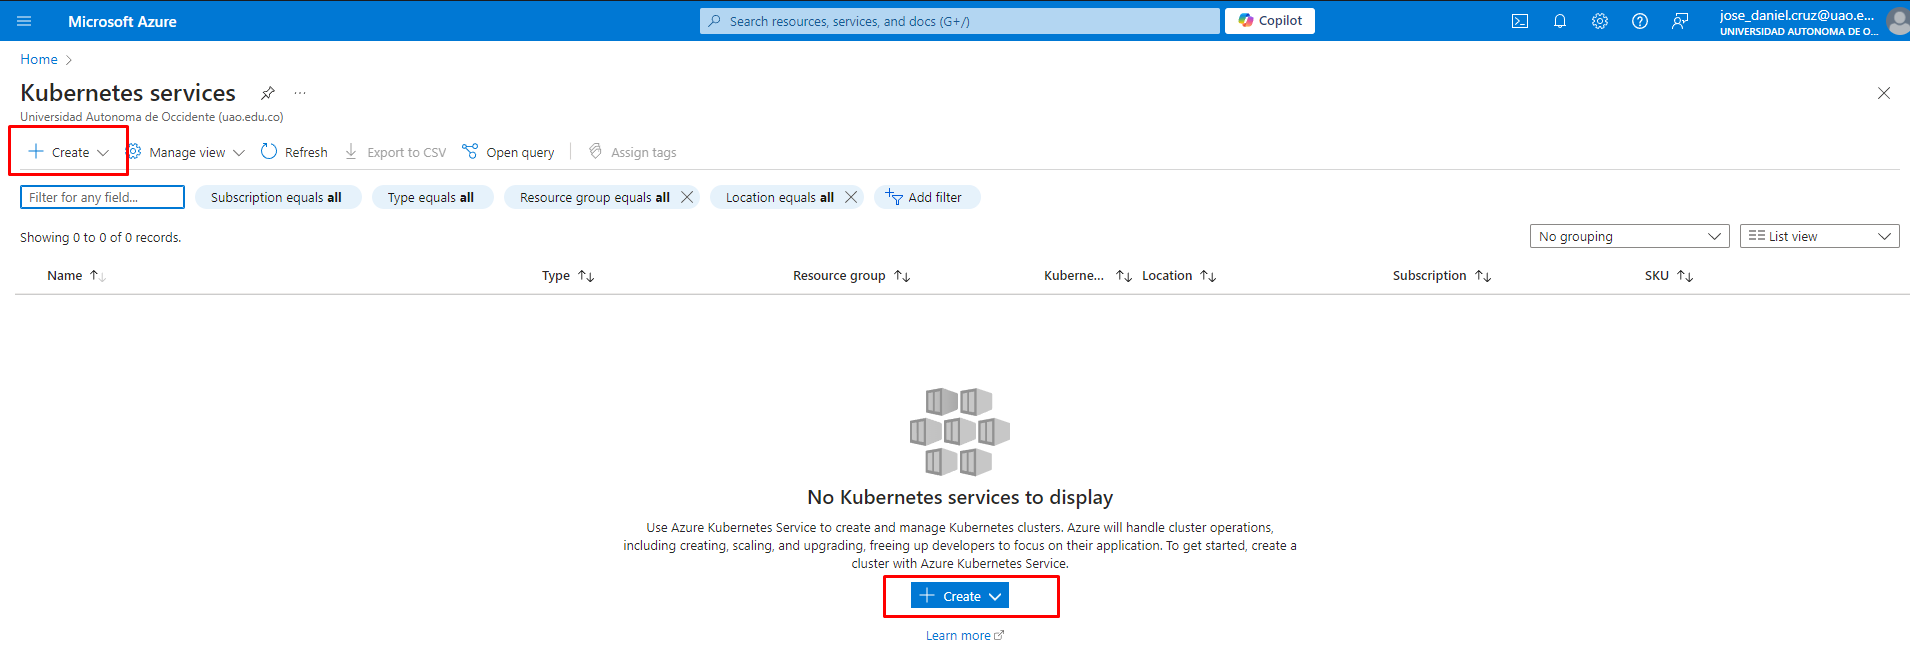 Microsoft Azure
Search resources, services, and docs (G+/)
Copilot
jose_daniel.cruz@uao.e...
UNIVERSIDAD AUTONOMA DE O...
Home
Kubernetes services
Universidad Autonoma de Occidente (uao.edu.co)
Create
Manage view
Refresh
Export to CSV
Open query
Assign tags
Filter for any field...
Subscription equals all
Type equals all
Resource group equals all
Location equals all
Add filter
Showing 0 to 0 of 0 records.
No grouping
List view
Name
Type
Resource group
Kuberne...
Location
Subscription
SKU
No Kubernetes services to display
Use Azure Kubernetes Service to create and manage Kubernetes clusters. Azure will handle cluster operations,
including creating, scaling, and upgrading, freeing up developers to focus on their application. To get started, create a
cluster with Azure Kubernetes Service.
Create
Learn more